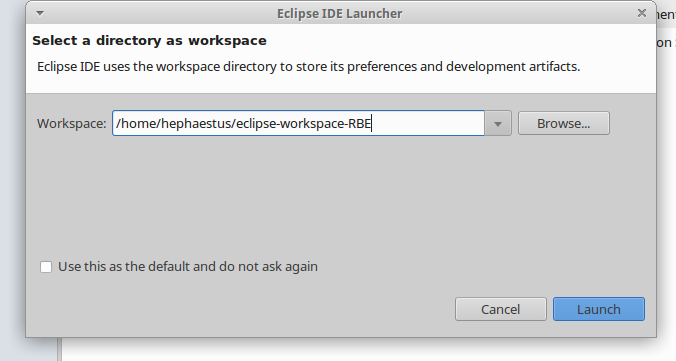 Eclipse IDE Launcher
Select a directory as workspace
Eclipse IDE uses the workspace directory to store its preferences and development artifacts.
Workspace: /home/hephaestus/eclipse-workspace-RBE Browse...
Use this as the default and do not ask again
Cancel Launch